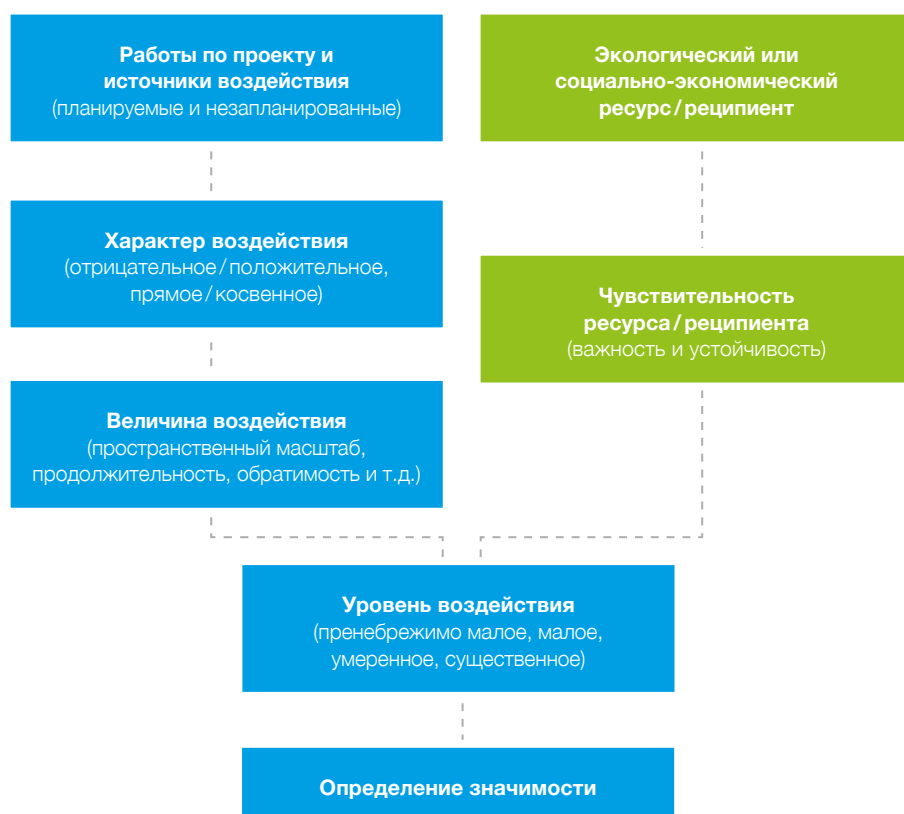 Работы по проекту и
источники воздействия
(планируемые и незапланированные)
Экологический или
социально-экономический
ресурс/реципиент
Характер воздействия
(отрицательное/положительное,
прямое/косвенное)
Чувствительность
ресурса/реципиента
(важность и устойчивость)
Величина воздействия
(пространственный масштаб,
продолжительность, обратимость и т.д.)
Уровень воздействия
(пренебрежимо малое, малое,
умеренное, существенное)
Определение значимости